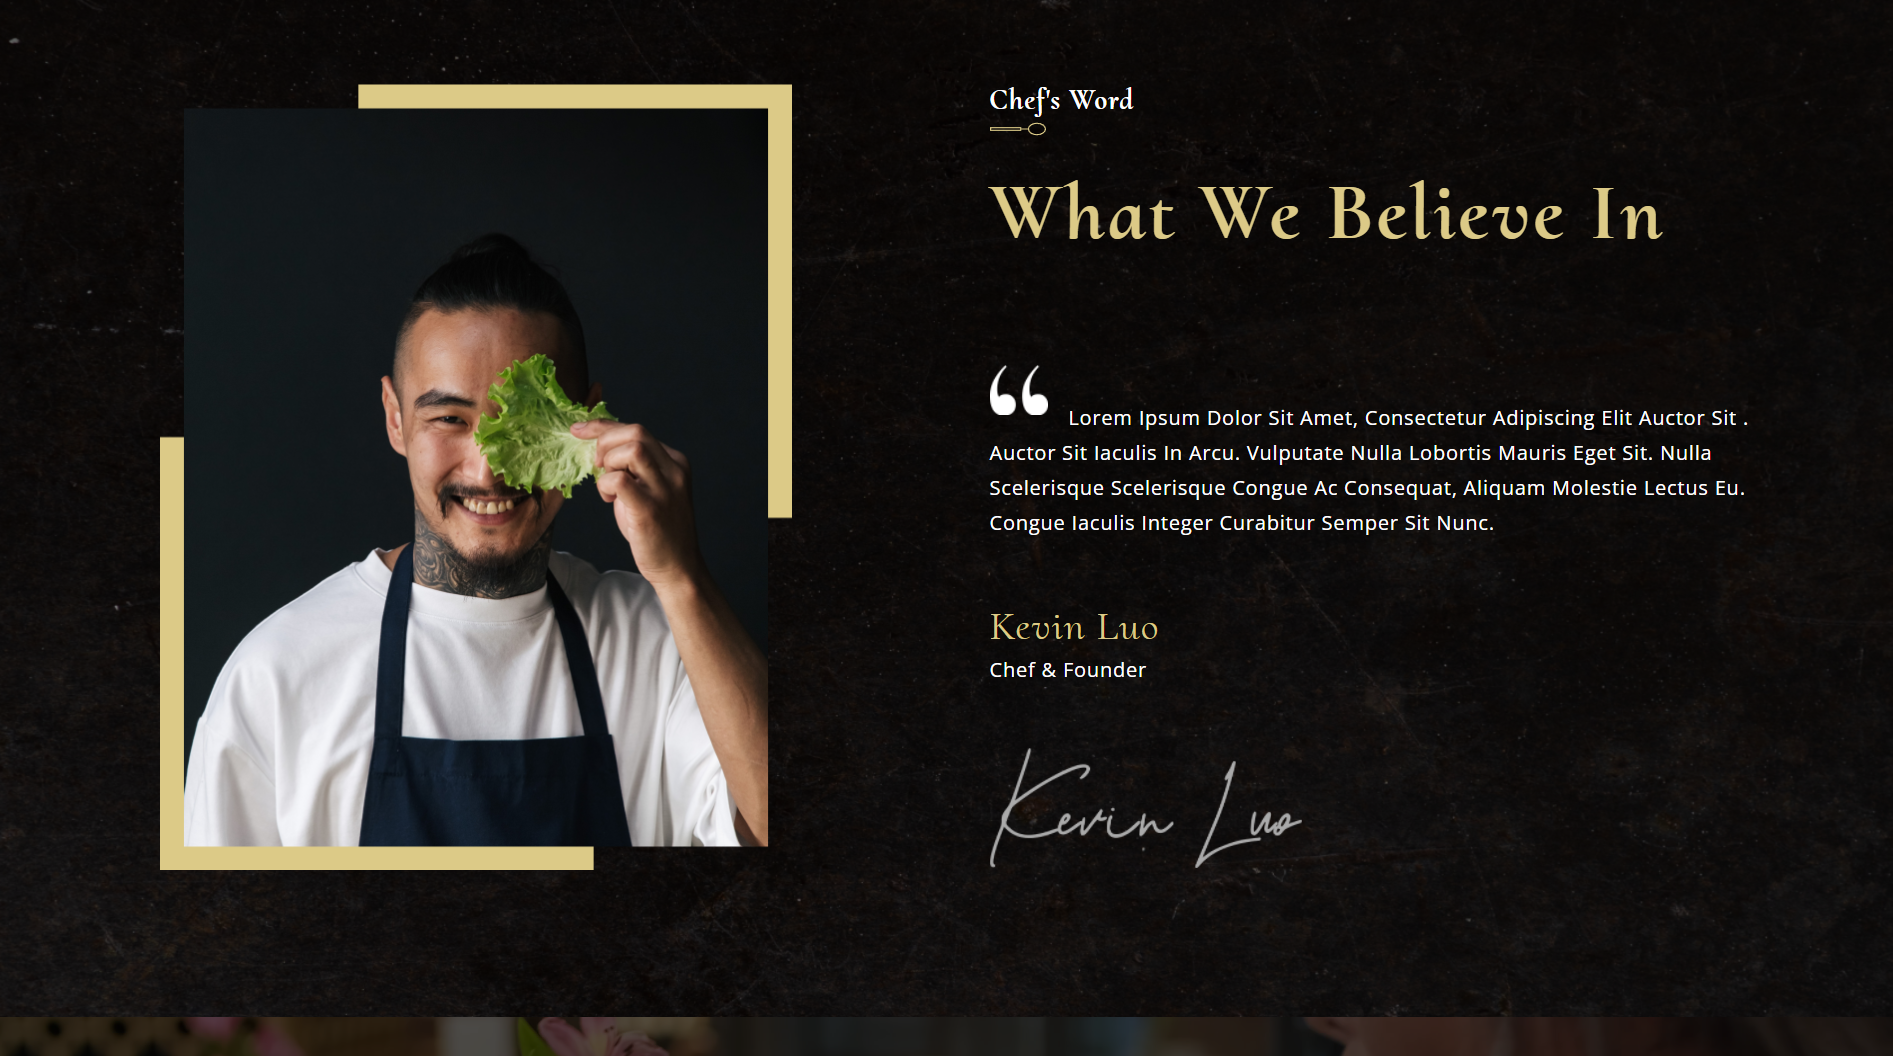 Chef's Word
What We Believe In
“ Lorem Ipsum Dolor Sit Amet, Consectetur Adipiscing Elit Auctor Sit .
Auctor Sit Iaculis In Arcu. Vulputate Nulla Lobortis Mauris Eget Sit. Nulla
Scelerisque Scelerisque Congue Ac Consequat, Aliquam Molestie Lectus Eu.
Congue Iaculis Integer Curabitur Semper Sit Nunc.
Kevin Luo
Chef & Founder
Kevin Luo